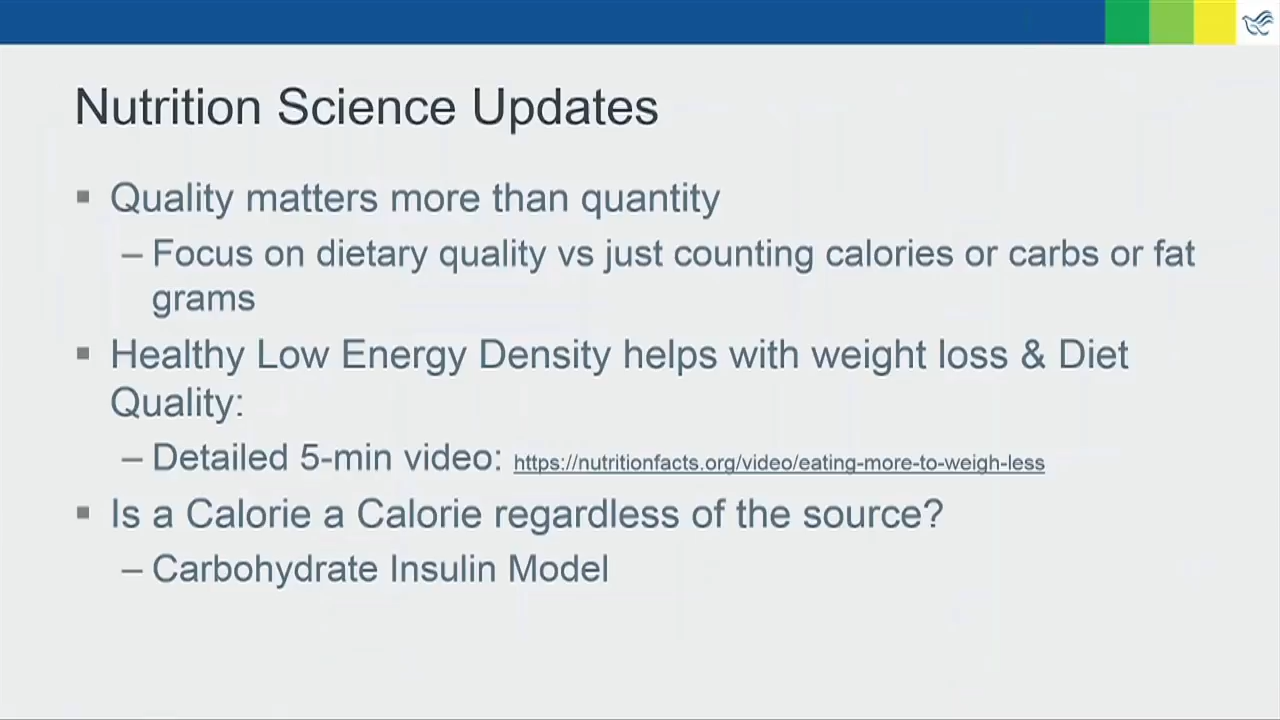 Nutrition Science Updates
▪ Quality matters more than quantity
– Focus on dietary quality vs just counting calories or carbs or fat
grams
▪ Healthy Low Energy Density helps with weight loss & Diet
Quality:
– Detailed 5-min video: https://nutritionfacts.org/video/eating-more-to-weigh-less
▪ Is a Calorie a Calorie regardless of the source?
– Carbohydrate Insulin Model